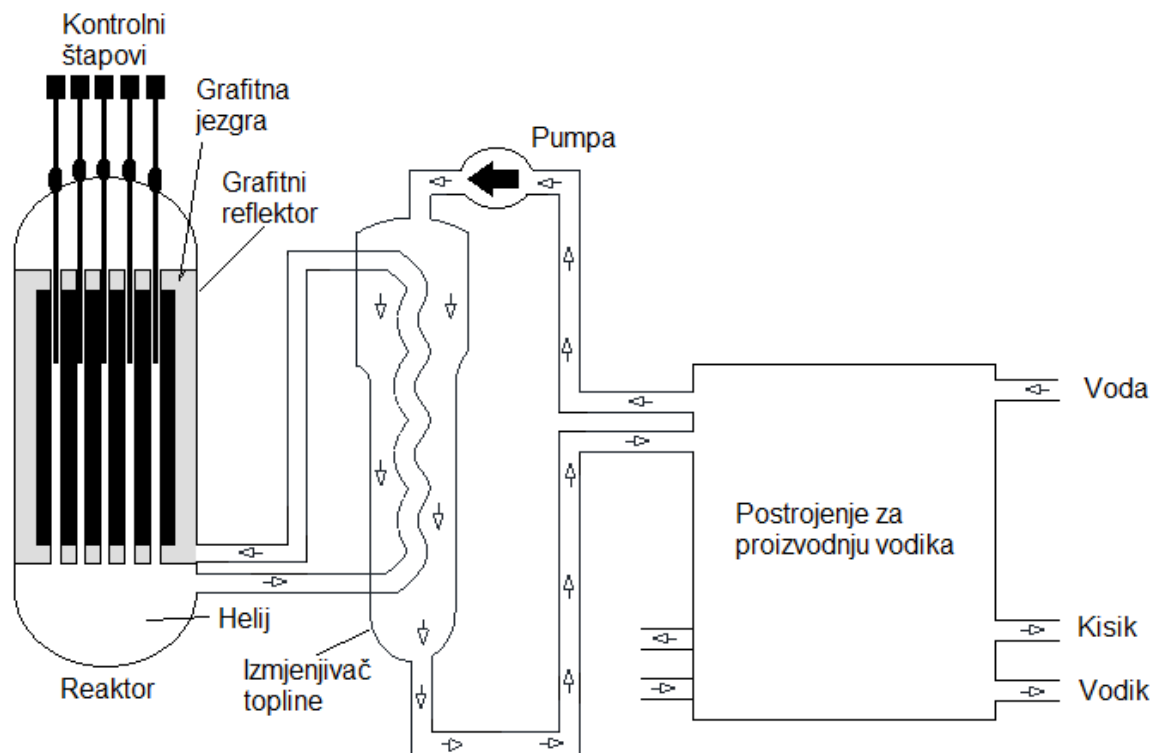 Kontrolni
štapovi
Grafitna
jezgra
Grafitni
reflektor
Pumpa
Voda
Postrojenje za
proizvodnju vodika
Helij
Kisik
Izmjenjivač
topline
Reaktor
Vodik